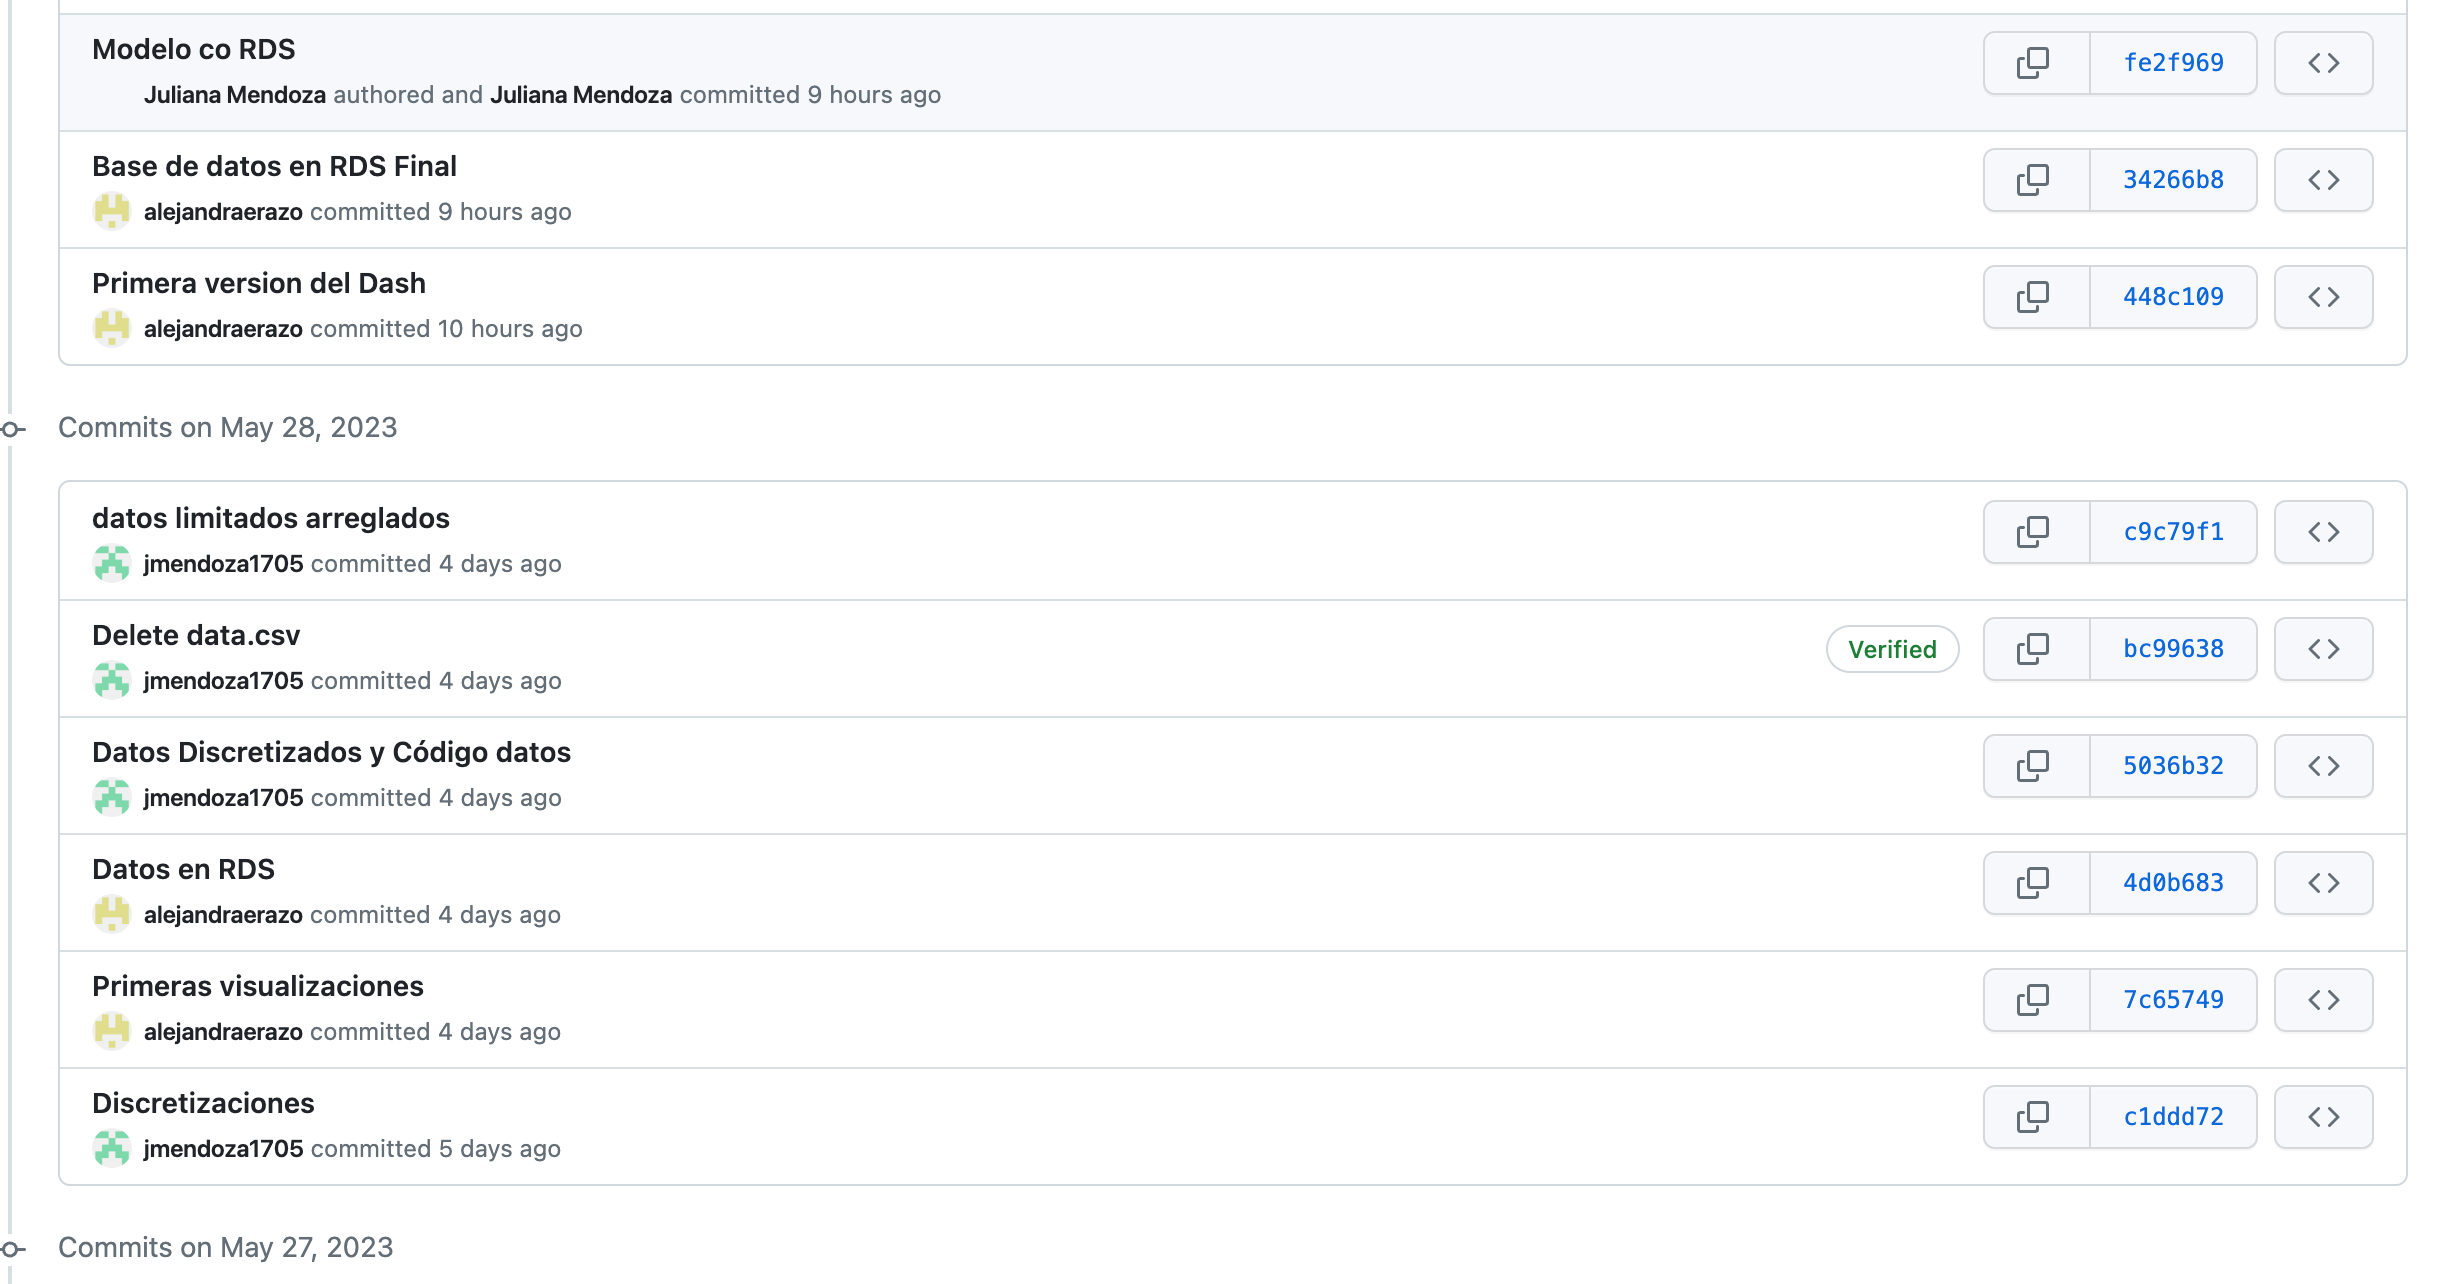 Modelo co RDS
fe2f969
Juliana Mendoza authored and Juliana Mendoza committed 9 hours ago
Base de datos en RDS Final
34266b8
alejandraerazo committed 9 hours ago
Primera version del Dash
448c109
alejandraerazo committed 10 hours ago
Commits on May 28, 2023
datos limitados arreglados
c9c79f1
jmendoza1705 committed 4 days ago
Delete data.csv
Verified
bc99638
jmendoza1705 committed 4 days ago
Datos Discretizados y Código datos
5036b32
jmendoza1705 committed 4 days ago
Datos en RDS
4d0b683
alejandraerazo committed 4 days ago
Primeras visualizaciones
7c65749
alejandraerazo committed 4 days ago
Discretizaciones
c1ddd72
jmendoza1705 committed 5 days ago
Commits on May 27, 2023